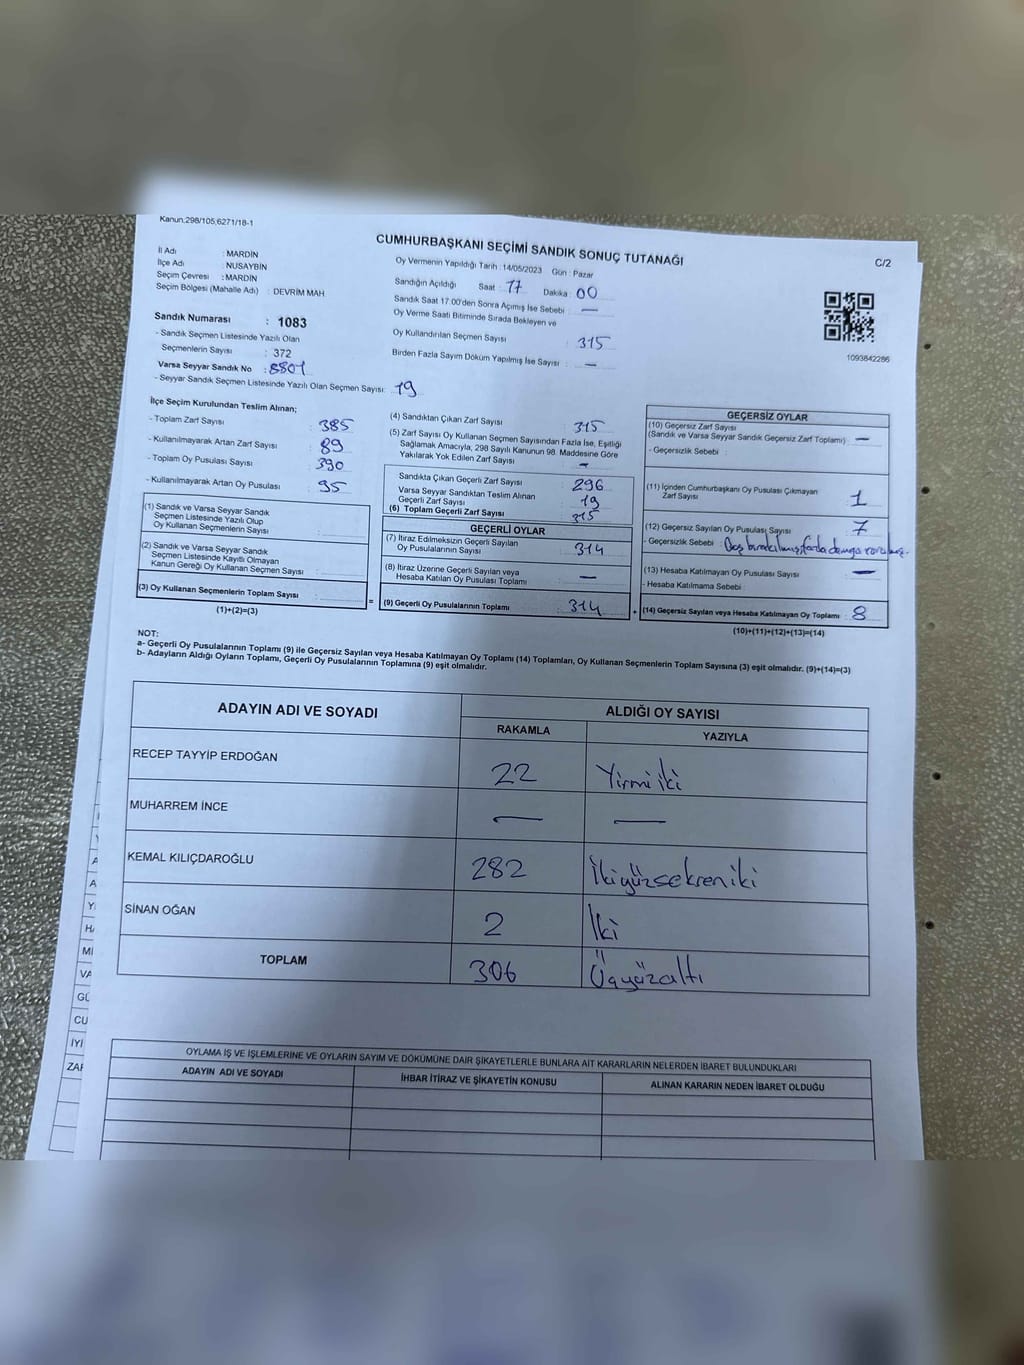 Kanun.298/105,6271/18-1
CUMHURBAŞKANI SEÇİMİ SANDIK SONUÇ TUTANAĞI
C/2
İl Adı : MARDİN
İlçe Adı : NUSAYBİN
Seçim Çevresi : MARDİN
Seçim Bölgesi (Mahalle Adı) : DEVRİM MAH
Oy Vermenin Yapıldığı Tarih : 14/05/2023 Gün : Pazar
Sandığın Açıldığı Saat : 17 Dakika : 00
Sandık Saat 17.00'den Sonra Açımış İse Sebebi : —
Oy Verme Saati Bitiminde Sırada Bekleyen ve
Oy Kullandırılan Seçmen Sayısı : 315
Birden Fazla Sayım Döküm Yapılmış İse Sayısı : —
1093842286
Sandık Numarası : 1083
- Sandık Seçmen Listesinde Yazılı Olan
Seçmenlerin Sayısı : 372
Varsa Seyyar Sandık No : 8801
- Seyyar Sandık Seçmen Listesinde Yazılı Olan Seçmen Sayısı: 19
İlçe Seçim Kurulundan Teslim Alınan;
- Toplam Zarf Sayısı : 385
- Kullanılmayarak Artan Zarf Sayısı : 89
- Toplam Oy Pusulası Sayısı : 390
- Kullanılmayarak Artan Oy Pusulası : 95
(1) Sandık ve Varsa Seyyar Sandık
Seçmen Listesinde Yazılı Olup
Oy Kullanan Seçmenlerin Sayısı :
(2) Sandık ve Varsa Seyyar Sandık
Seçmen Listesinde Kayıtlı Olmayan
Kanun Gereği Oy Kullanan Seçmen Sayısı :
(3) Oy Kullanan Seçmenlerin Toplam Sayısı :
(1)+(2)=(3)
=
(4) Sandıktan Çıkan Zarf Sayısı : 315
(5) Zarf Sayısı Oy Kullanan Seçmen Sayısından Fazla İse, Eşitliği
Sağlamak Amacıyla, 298 Sayılı Kanunun 98. Maddesine Göre
Yakılarak Yok Edilen Zarf Sayısı : —
Sandıkta Çıkan Geçerli Zarf Sayısı : 296
Varsa Seyyar Sandıktan Teslim Alınan
Geçerli Zarf Sayısı : 19
(6) Toplam Geçerli Zarf Sayısı : 315
GEÇERLİ OYLAR
(7) İtiraz Edilmeksizin Geçerli Sayılan
Oy Pusulalarının Sayısı : 314
(8) İtiraz Üzerine Geçerli Sayılan veya
Hesaba Katılan Oy Pusulası Toplamı : —
(9) Geçerli Oy Pusulalarının Toplamı : 314
+
GEÇERSİZ OYLAR
(10) Geçersiz Zarf Sayısı
(Sandık ve Varsa Seyyar Sandık Geçersiz Zarf Toplamı) : —
- Geçersizlik Sebebi :
(11) İçinden Cumhurbaşkanı Oy Pusulası Çıkmayan
Zarf Sayısı : 1
(12) Geçersiz Sayılan Oy Pusulası Sayısı : 7
- Geçersizlik Sebebi : Boş bırakılmış, fazla damga vurulmuş.
(13) Hesaba Katılmayan Oy Pusulası Sayısı : —
- Hesaba Katılmama Sebebi :
(14) Geçersiz Sayılan veya Hesaba Katılmayan Oy Toplamı : 8
(10)+(11)+(12)+(13)=(14)
NOT:
a- Geçerli Oy Pusulalarının Toplamı (9) ile Geçersiz Sayılan veya Hesaba Katılmayan Oy Toplamı (14) Toplamları, Oy Kullanan Seçmenlerin Toplam Sayısına (3) eşit olmalıdır. (9)+(14)=(3)
b- Adayların Aldığı Oyların Toplamı, Geçerli Oy Pusulalarının Toplamına (9) eşit olmalıdır.
ADAYIN ADI VE SOYADI
ALDIĞI OY SAYISI
RAKAMLA YAZIYLA
RECEP TAYYİP ERDOĞAN 22 Yirmi iki
MUHARREM İNCE — —
KEMAL KILIÇDAROĞLU 282 İkiyüzsekseniki
SİNAN OĞAN 2 İki
TOPLAM 306 Üçyüzaltı
OYLAMA İŞ VE İŞLEMLERİNE VE OYLARIN SAYIM VE DÖKÜMÜNE DAİR ŞİKAYETLERLE BUNLARA AİT KARARLARIN NELERDEN İBARET BULUNDUKLARI
ADAYIN ADI VE SOYADI İHBAR İTİRAZ VE ŞİKAYETİN KONUSU ALINAN KARARIN NEDEN İBARET OLDUĞU
A
A
Yİ
HA
Mİ
VA
GÜ
CU
İYİ
ZAF